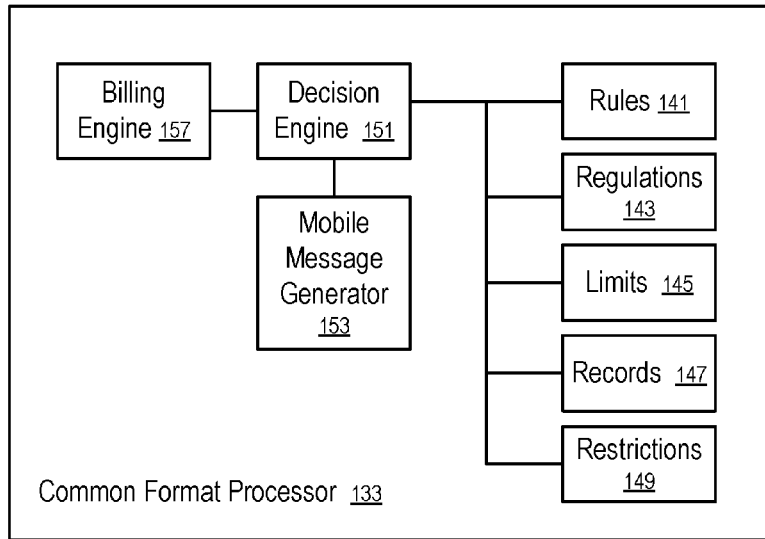 Billing
Engine 157
Decision
Engine 151
Mobile
Message
Generator
153
Rules 141
Regulations
143
Limits 145
Records 147
Restrictions
149
Common Format Processor 133